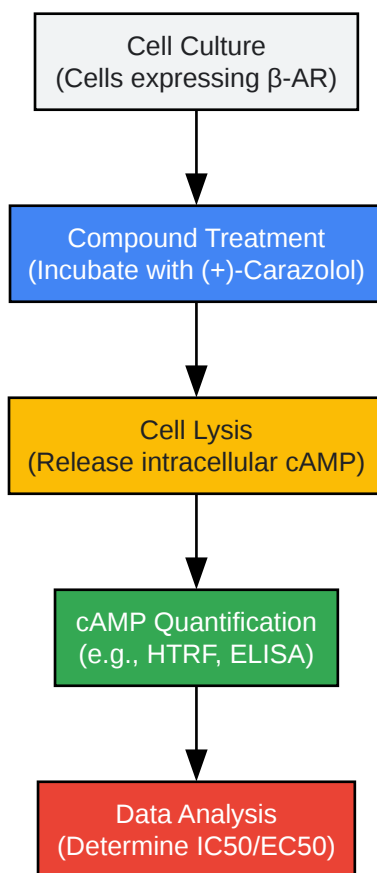 Cell Culture
(Cells expressing β-AR)
Compound Treatment
(Incubate with (+)-Carazolol)
Cell Lysis
(Release intracellular cAMP)
cAMP Quantification
(e.g., HTRF, ELISA)
Data Analysis
(Determine IC50/EC50)